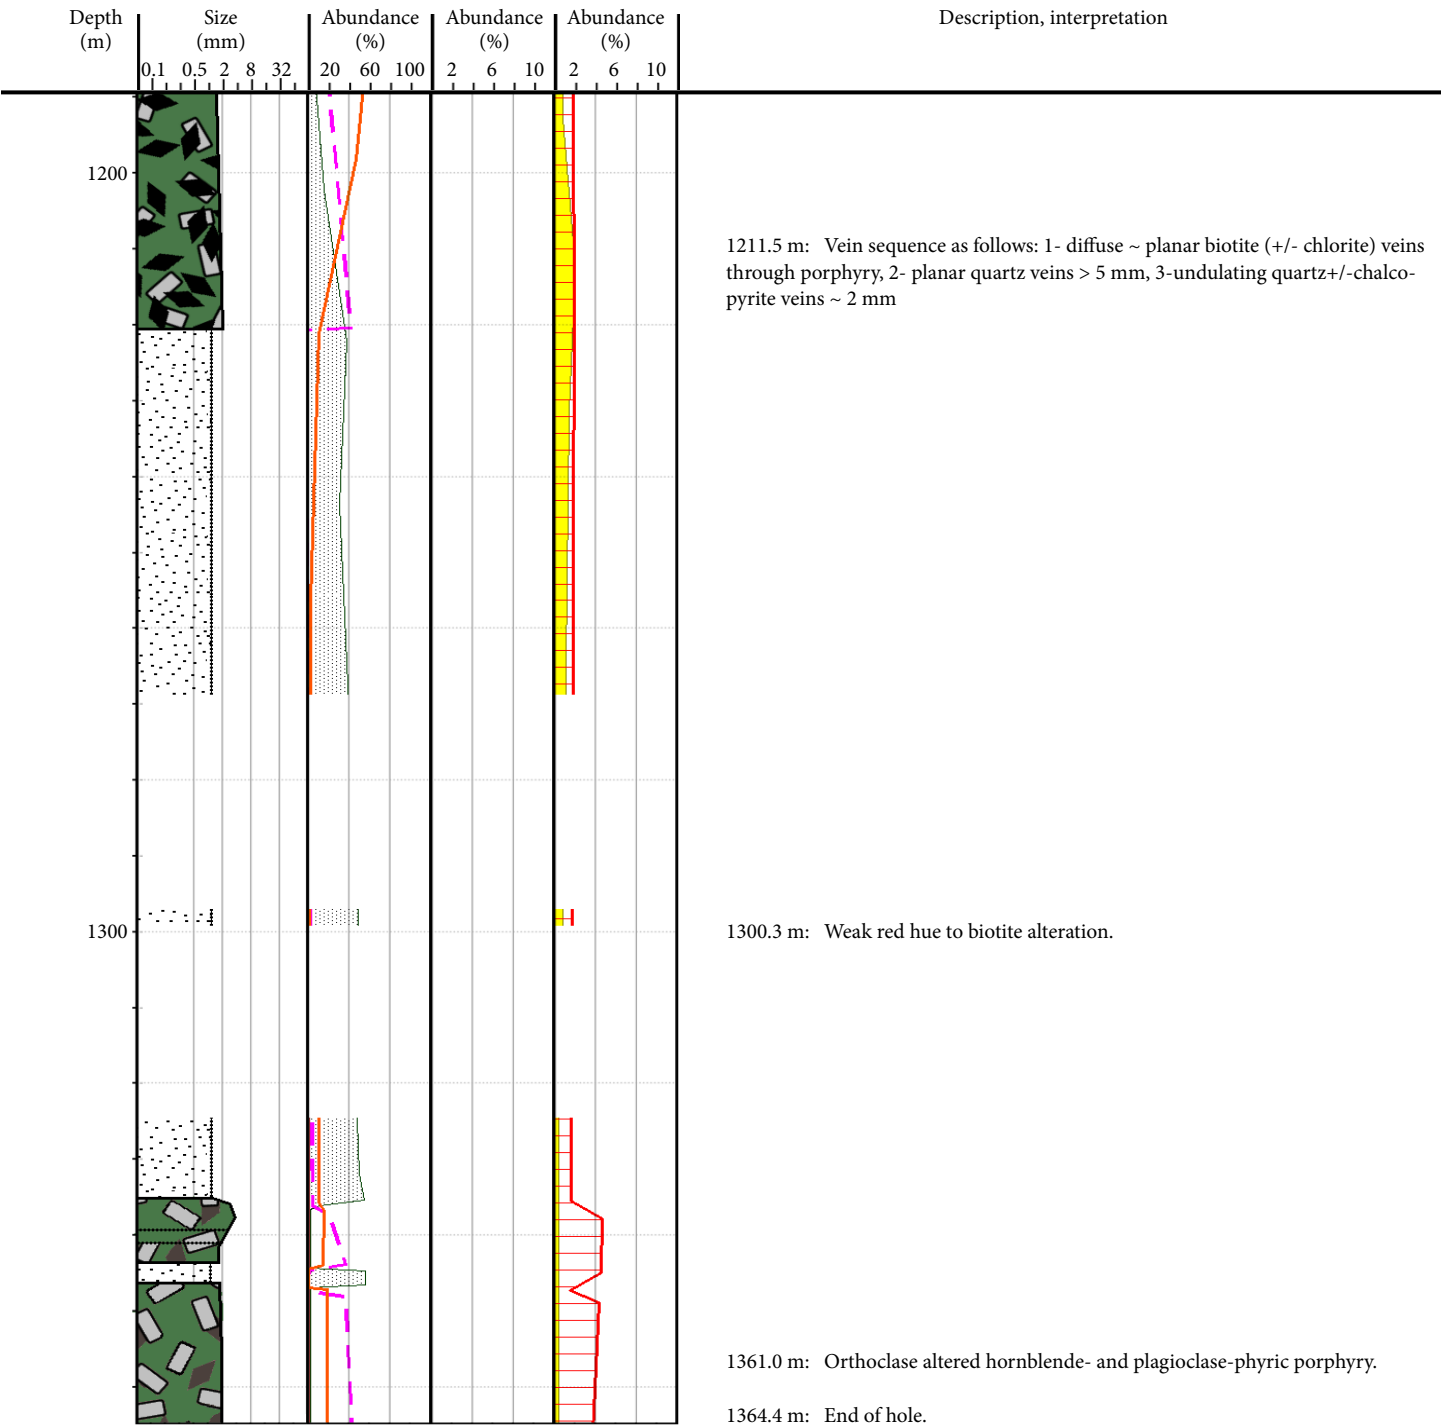 Depth (m)
Size (mm)
Abundance (%)
Abundance (%)
Abundance (%)
Description, interpretation
0.1 0.5 2 8 32
20 60 100
2 6 10
2 6 10
1200
1211.5 m: Vein sequence as follows: 1- diffuse ~ planar biotite (+/- chlorite) veins
through porphyry, 2- planar quartz veins > 5 mm, 3-undulating quartz+/-chalco-
pyrite veins ~ 2 mm
1300
1300.3 m: Weak red hue to biotite alteration.
1361.0 m: Orthoclase altered hornblende- and plagioclase-phyric porphyry.
1364.4 m: End of hole.